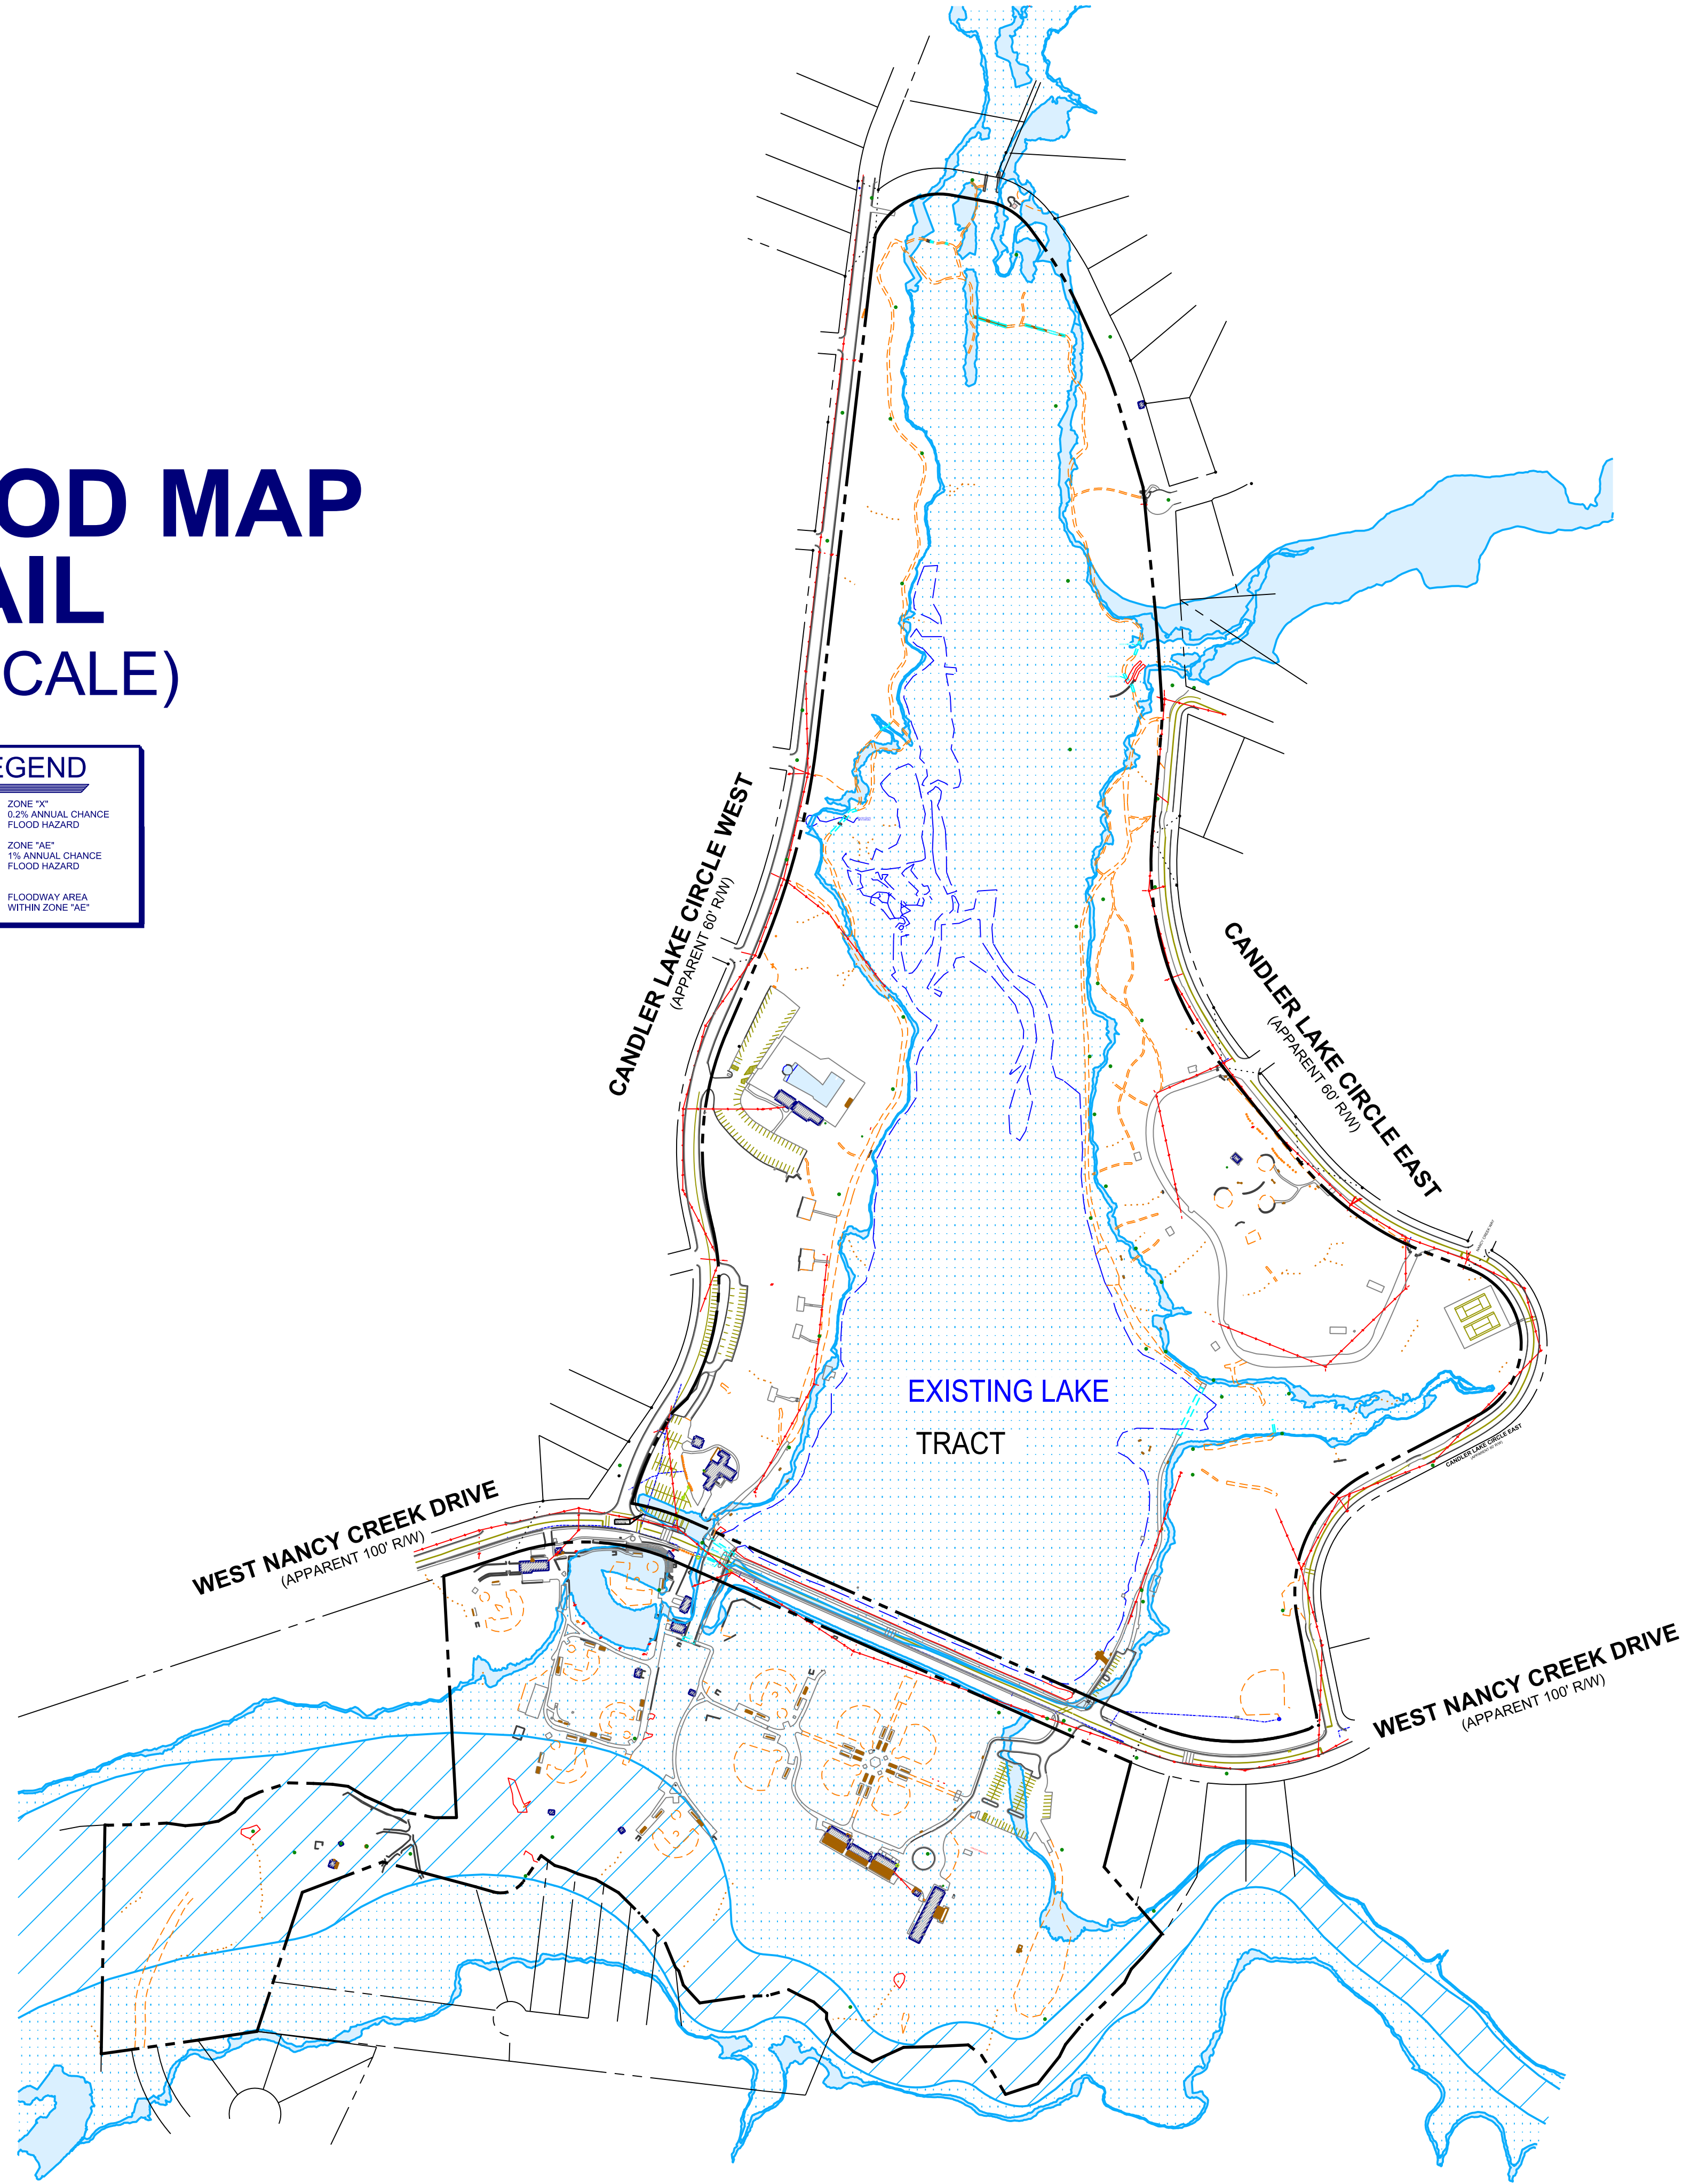 OOD MAP
AIL
CALE)
EGEND
ZONE "X"
0.2% ANNUAL CHANCE
FLOOD HAZARD
ZONE "AE"
1% ANNUAL CHANCE
FLOOD HAZARD
FLOODWAY AREA
WITHIN ZONE "AE"
CANDLER LAKE CIRCLE WEST
(APPARENT 60' R/W)
CANDLER LAKE CIRCLE EAST
(APPARENT 60' R/W)
EXISTING LAKE
TRACT
CANDLER LAKE CIRCLE EAST
WEST NANCY CREEK DRIVE
(APPARENT 100' R/W)
WEST NANCY CREEK DRIVE
(APPARENT 100' R/W)